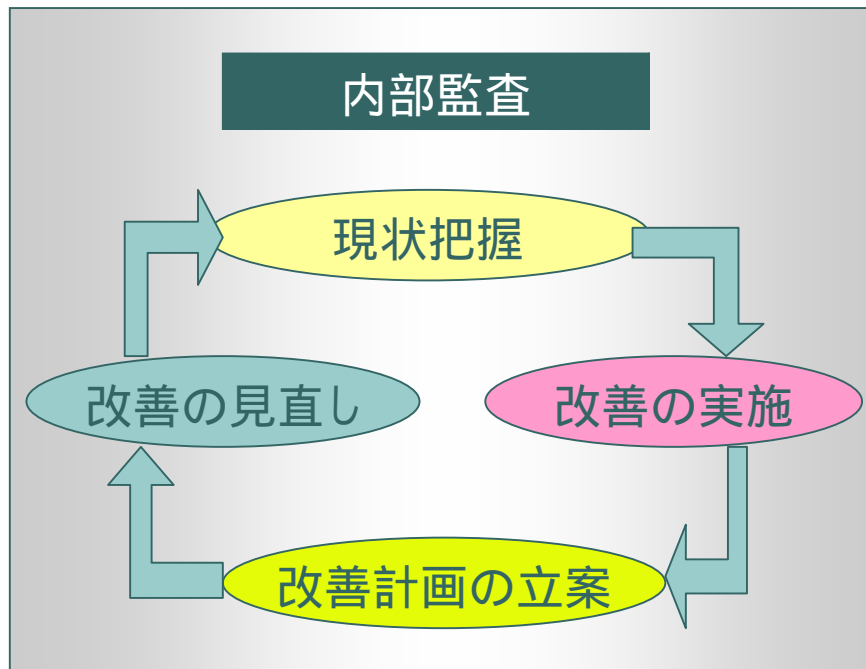 内部監査
現状把握
改善の見直し
改善の実施
改善計画の立案